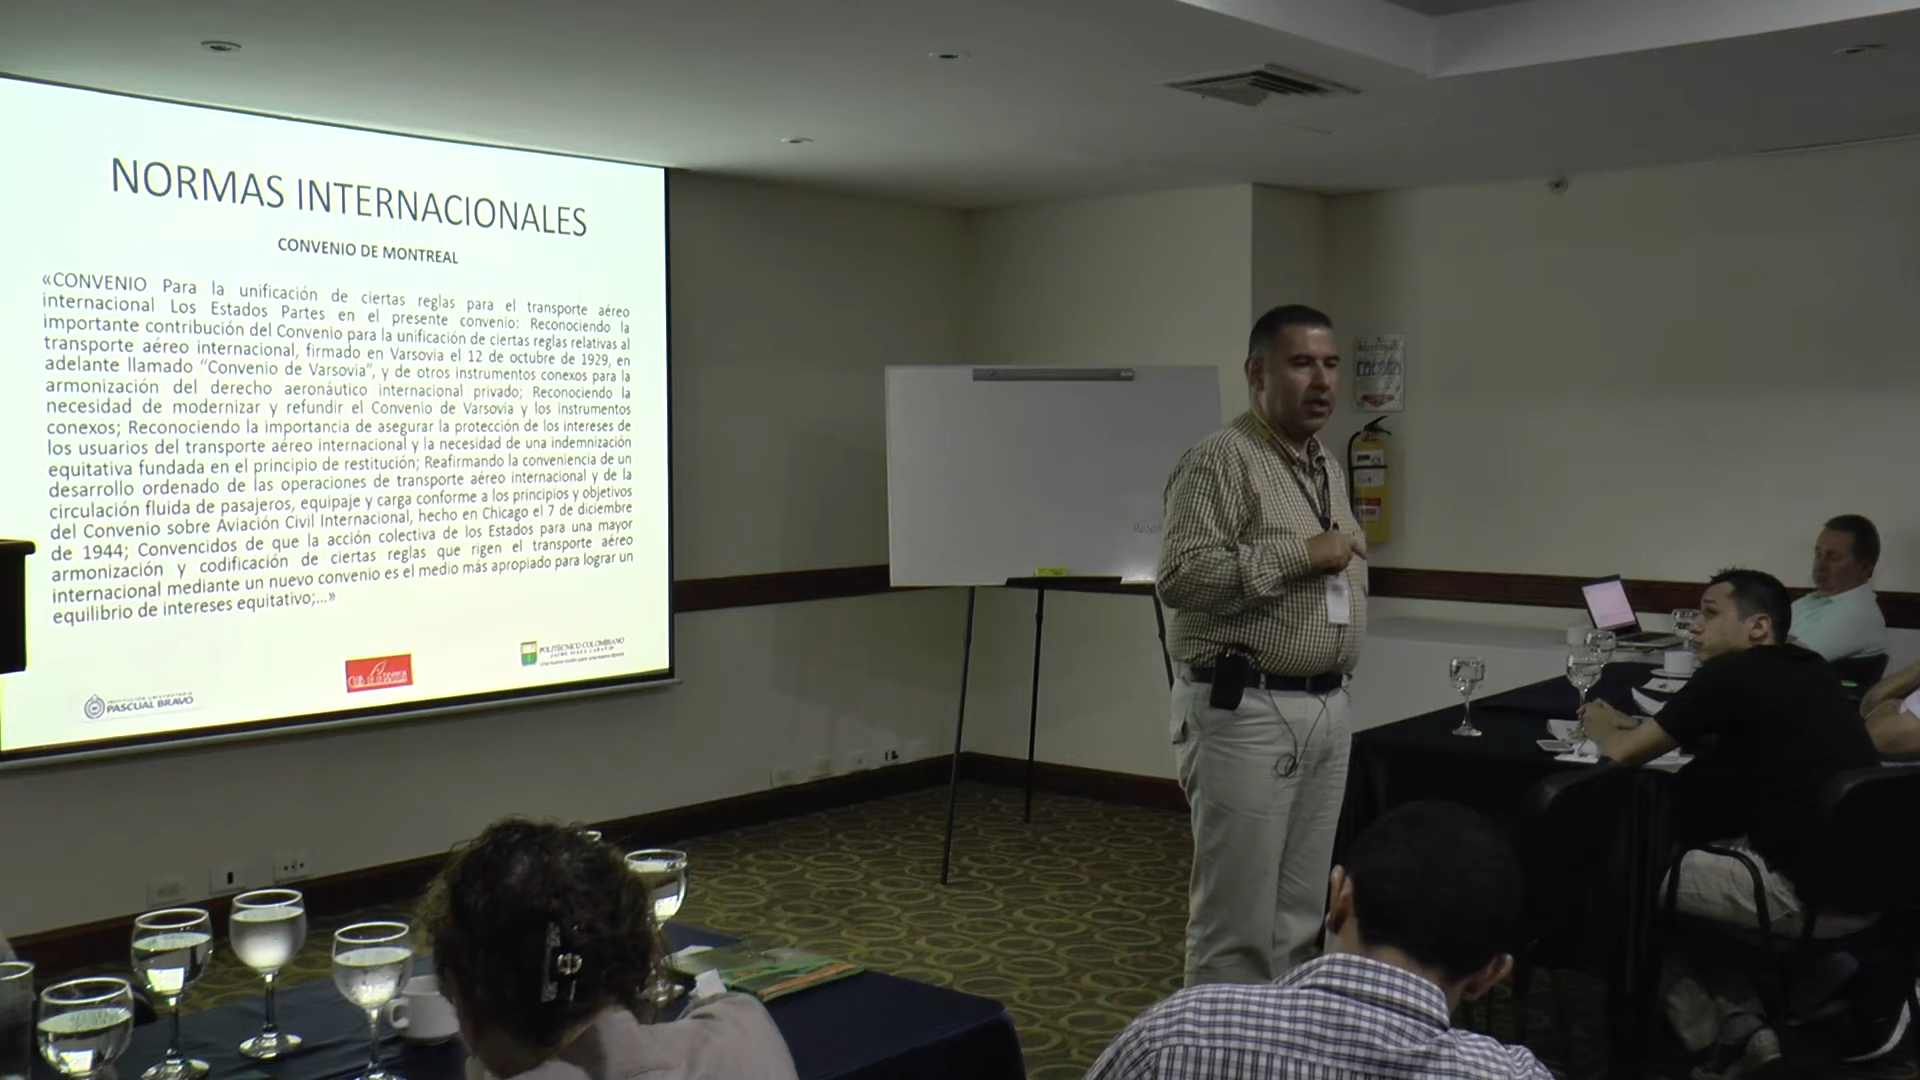 NORMAS INTERNACIONALES
CONVENIO DE MONTREAL
«CONVENIO Para la unificación de ciertas reglas para el transporte aéreo
internacional Los Estados Partes en el presente convenio: Reconociendo la
importante contribución del Convenio para la unificación de ciertas reglas relativas al
transporte aéreo internacional, firmado en Varsovia el 12 de octubre de 1929, en
adelante llamado “Convenio de Varsovia”, y de otros instrumentos conexos para la
armonización del derecho aeronáutico internacional privado; Reconociendo la
necesidad de modernizar y refundir el Convenio de Varsovia y los instrumentos
conexos; Reconociendo la importancia de asegurar la protección de los intereses de
los usuarios del transporte aéreo internacional y la necesidad de una indemnización
equitativa fundada en el principio de restitución; Reafirmando la conveniencia de un
desarrollo ordenado de las operaciones de transporte aéreo internacional y de la
circulación fluida de pasajeros, equipaje y carga conforme a los principios y objetivos
del Convenio sobre Aviación Civil Internacional, hecho en Chicago el 7 de diciembre
de 1944; Convencidos de que la acción colectiva de los Estados para una mayor
armonización y codificación de ciertas reglas que rigen el transporte aéreo
internacional mediante un nuevo convenio es el medio más apropiado para lograr un
equilibrio de intereses equitativo;...»
POLITÉCNICO COLOMBIANO
JAIME ISAZA CADAVID
CLUB DE LA PRENSA
INSTITUCIÓN UNIVERSITARIA
PASCUAL BRAVO